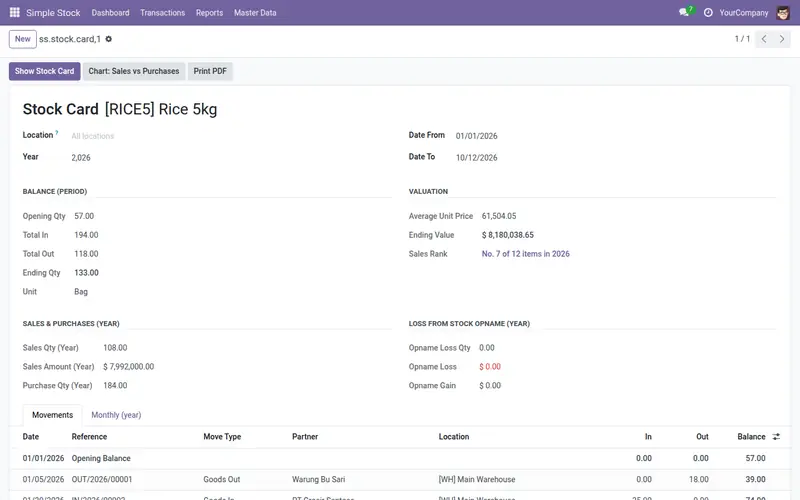 Simple Stock Dashboard Transactions Reports Master Data 7 YourCompany
New ss.stock.card,1 1 / 1
Show Stock Card Chart: Sales vs Purchases Print PDF
Stock Card [RICE5] Rice 5kg
Location ? All locations Date From 01/01/2026
Year 2,026 Date To 10/12/2026
BALANCE (PERIOD) VALUATION
Opening Qty 57.00 Average Unit Price 61,504.05
Total In 194.00 Ending Value $ 8,180,038.65
Total Out 118.00 Sales Rank No. 7 of 12 items in 2026
Ending Qty 133.00
Unit Bag
SALES & PURCHASES (YEAR) LOSS FROM STOCK OPNAME (YEAR)
Sales Qty (Year) 108.00 Opname Loss Qty 0.00
Sales Amount (Year) $ 7,992,000.00 Opname Loss $ 0.00
Purchase Qty (Year) 184.00 Opname Gain $ 0.00
Movements Monthly (year)
Date Reference Move Type Partner Location In Out Balance
01/01/2026 Opening Balance 0.00 0.00 57.00
01/05/2026 OUT/2026/00001 Goods Out Warung Bu Sari [WH] Main Warehouse 0.00 18.00 39.00